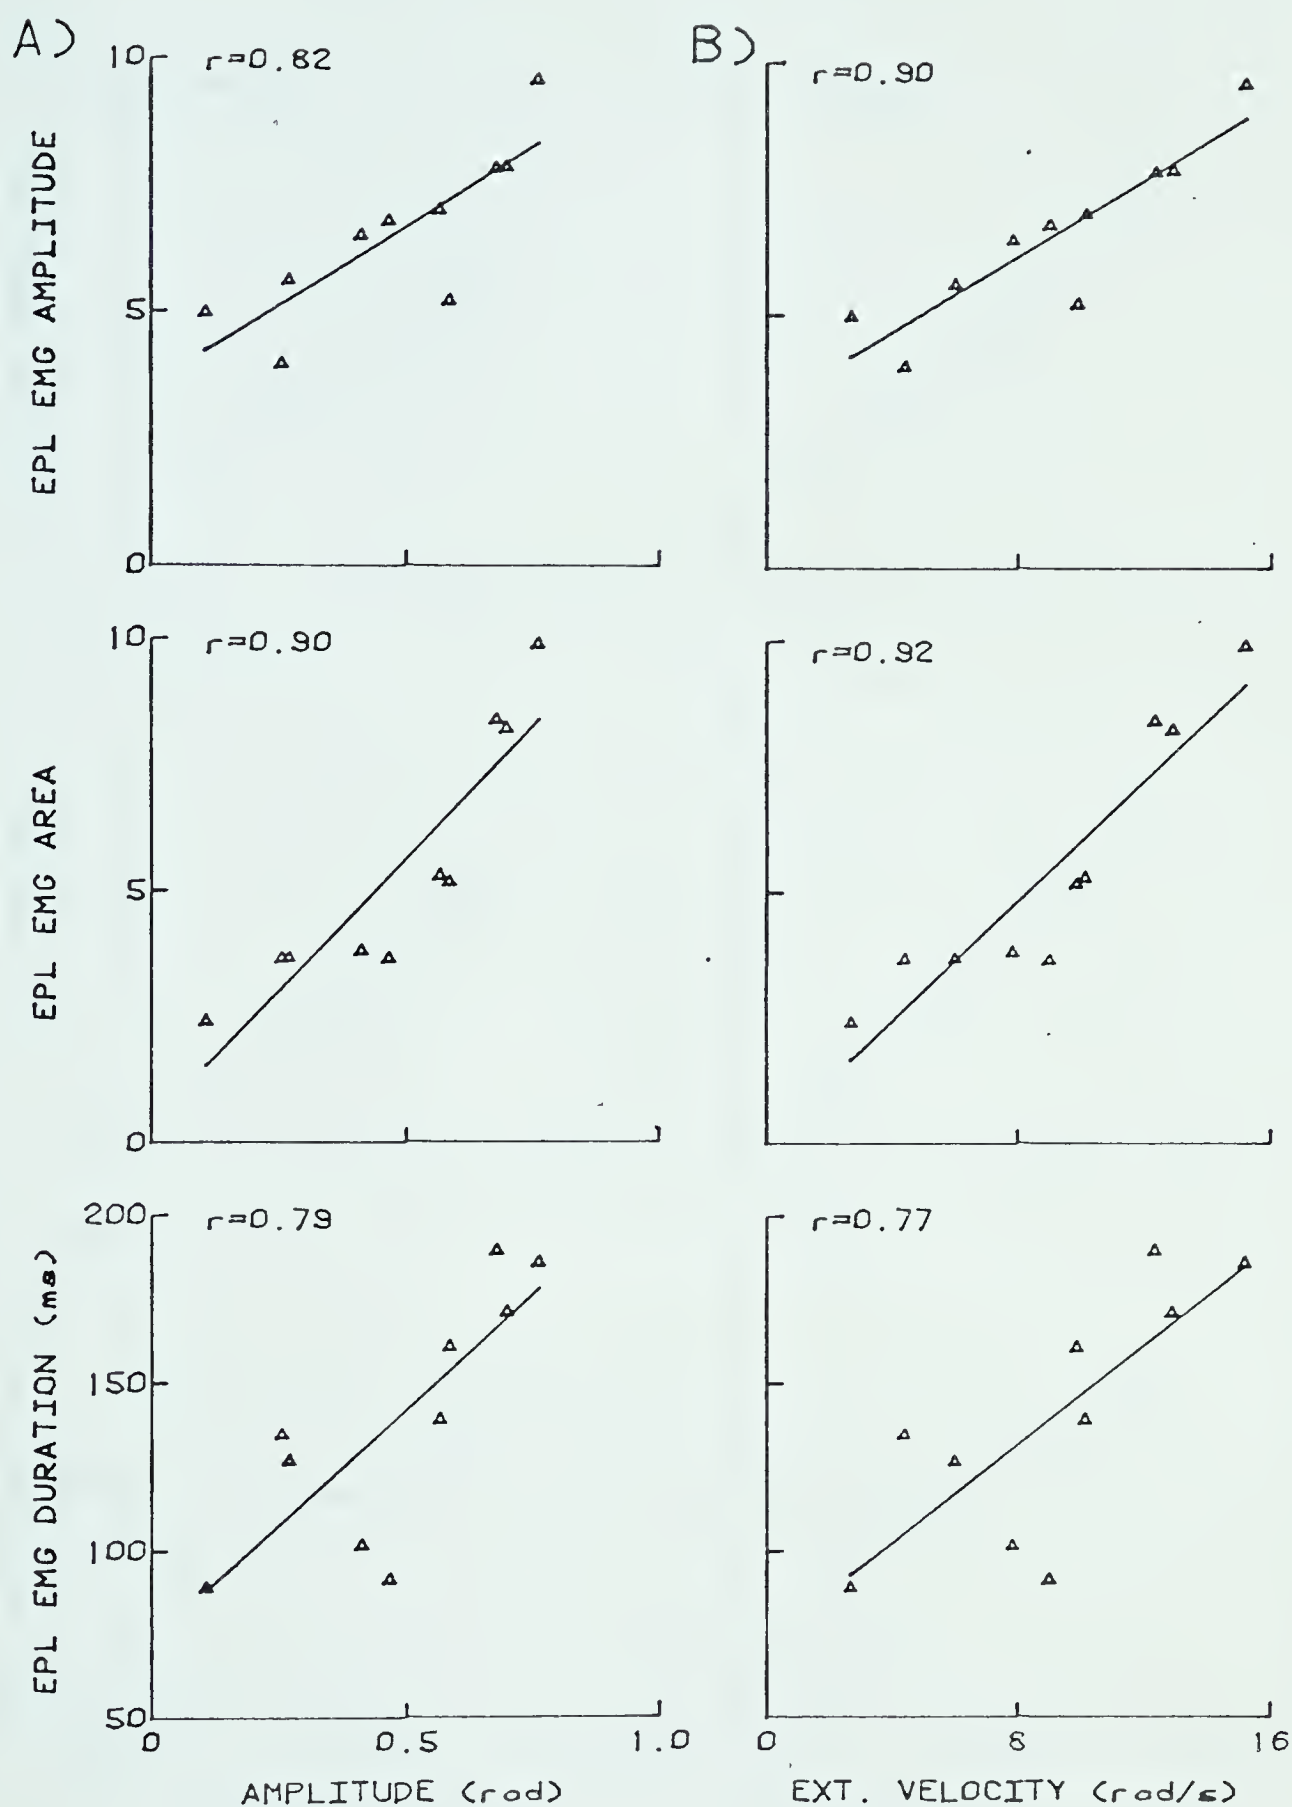 A)
B)
10
r=0.82
r=0.90
EPL EMG AMPLITUDE
5
0
10
r=0.90
r=0.92
EPL EMG AREA
5
0
200
r=0.79
r=0.77
EPL EMG DURATION (ms)
150
100
50
0 0.5 1.0
0 8 16
AMPLITUDE (rad)
EXT. VELOCITY (rad/s)